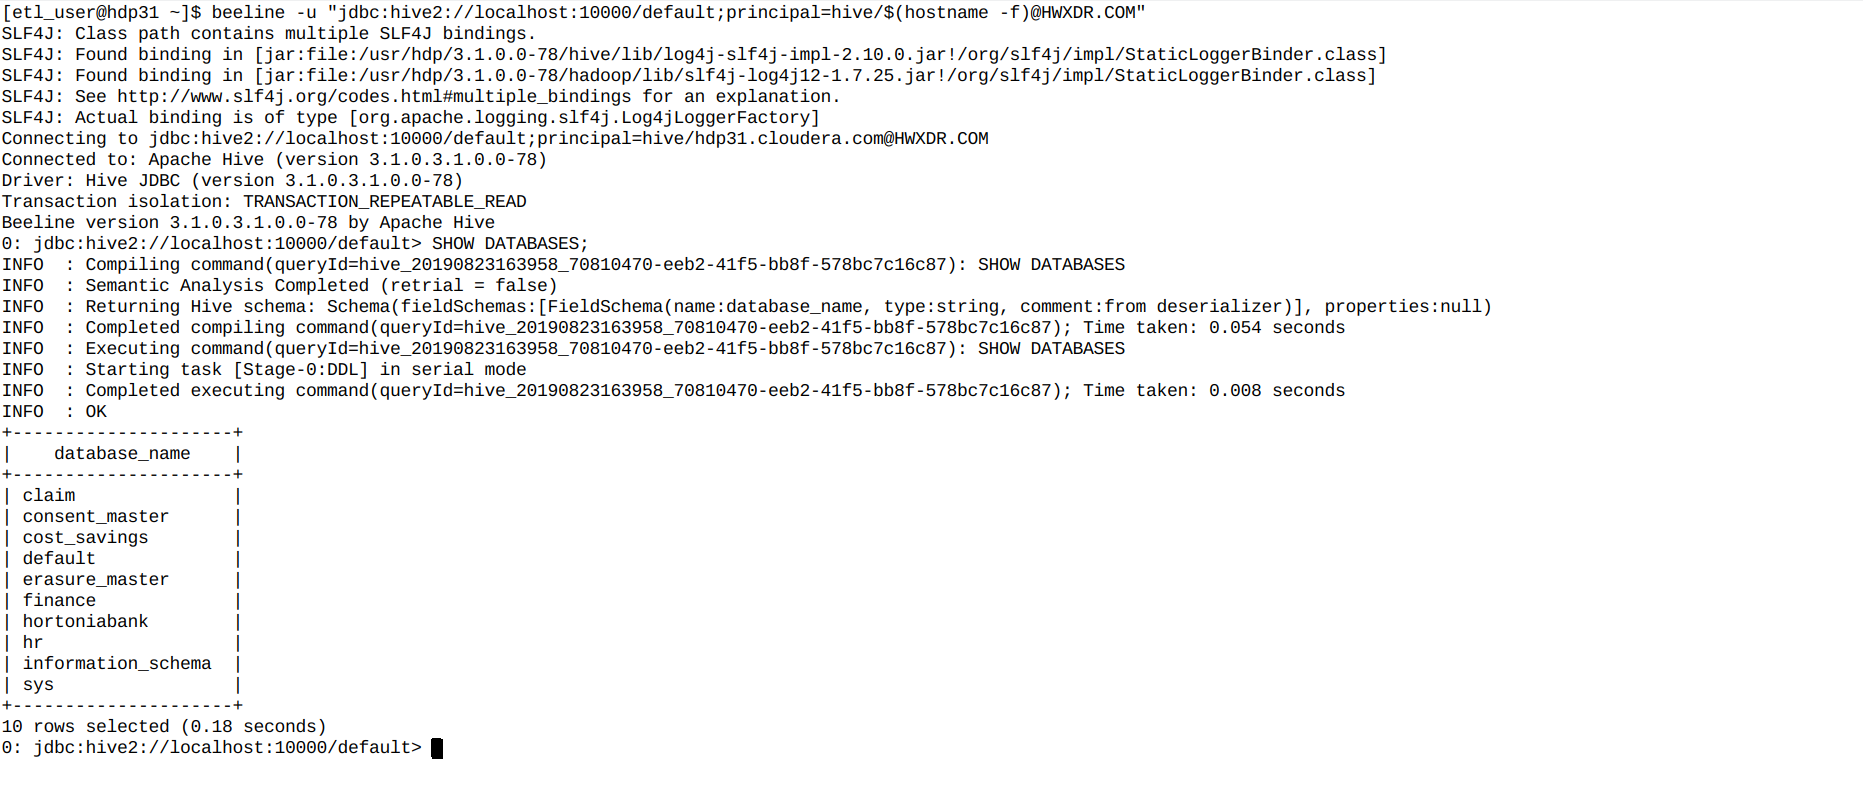 [etl_user@hdp31 ~]$ beeline -u "jdbc:hive2://localhost:10000/default;principal=hive/$(hostname -f)@HWXDR.COM"
SLF4J: Class path contains multiple SLF4J bindings.
SLF4J: Found binding in [jar:file:/usr/hdp/3.1.0.0-78/hive/lib/log4j-slf4j-impl-2.10.0.jar!/org/slf4j/impl/StaticLoggerBinder.class]
SLF4J: Found binding in [jar:file:/usr/hdp/3.1.0.0-78/hadoop/lib/slf4j-log4j12-1.7.25.jar!/org/slf4j/impl/StaticLoggerBinder.class]
SLF4J: See http://www.slf4j.org/codes.html#multiple_bindings for an explanation.
SLF4J: Actual binding is of type [org.apache.logging.slf4j.Log4jLoggerFactory]
Connecting to jdbc:hive2://localhost:10000/default;principal=hive/hdp31.cloudera.com@HWXDR.COM
Connected to: Apache Hive (version 3.1.0.3.1.0.0-78)
Driver: Hive JDBC (version 3.1.0.3.1.0.0-78)
Transaction isolation: TRANSACTION_REPEATABLE_READ
Beeline version 3.1.0.3.1.0.0-78 by Apache Hive
0: jdbc:hive2://localhost:10000/default> SHOW DATABASES;
INFO  : Compiling command(queryId=hive_20190823163958_70810470-eeb2-41f5-bb8f-578bc7c16c87): SHOW DATABASES
INFO  : Semantic Analysis Completed (retrial = false)
INFO  : Returning Hive schema: Schema(fieldSchemas:[FieldSchema(name:database_name, type:string, comment:from deserializer)], properties:null)
INFO  : Completed compiling command(queryId=hive_20190823163958_70810470-eeb2-41f5-bb8f-578bc7c16c87); Time taken: 0.054 seconds
INFO  : Executing command(queryId=hive_20190823163958_70810470-eeb2-41f5-bb8f-578bc7c16c87): SHOW DATABASES
INFO  : Starting task [Stage-0:DDL] in serial mode
INFO  : Completed executing command(queryId=hive_20190823163958_70810470-eeb2-41f5-bb8f-578bc7c16c87); Time taken: 0.008 seconds
INFO  : OK
+---------------------+
|    database_name    |
+---------------------+
| claim               |
| consent_master      |
| cost_savings        |
| default             |
| erasure_master      |
| finance             |
| hortoniabank        |
| hr                  |
| information_schema  |
| sys                 |
+---------------------+
10 rows selected (0.18 seconds)
0: jdbc:hive2://localhost:10000/default>